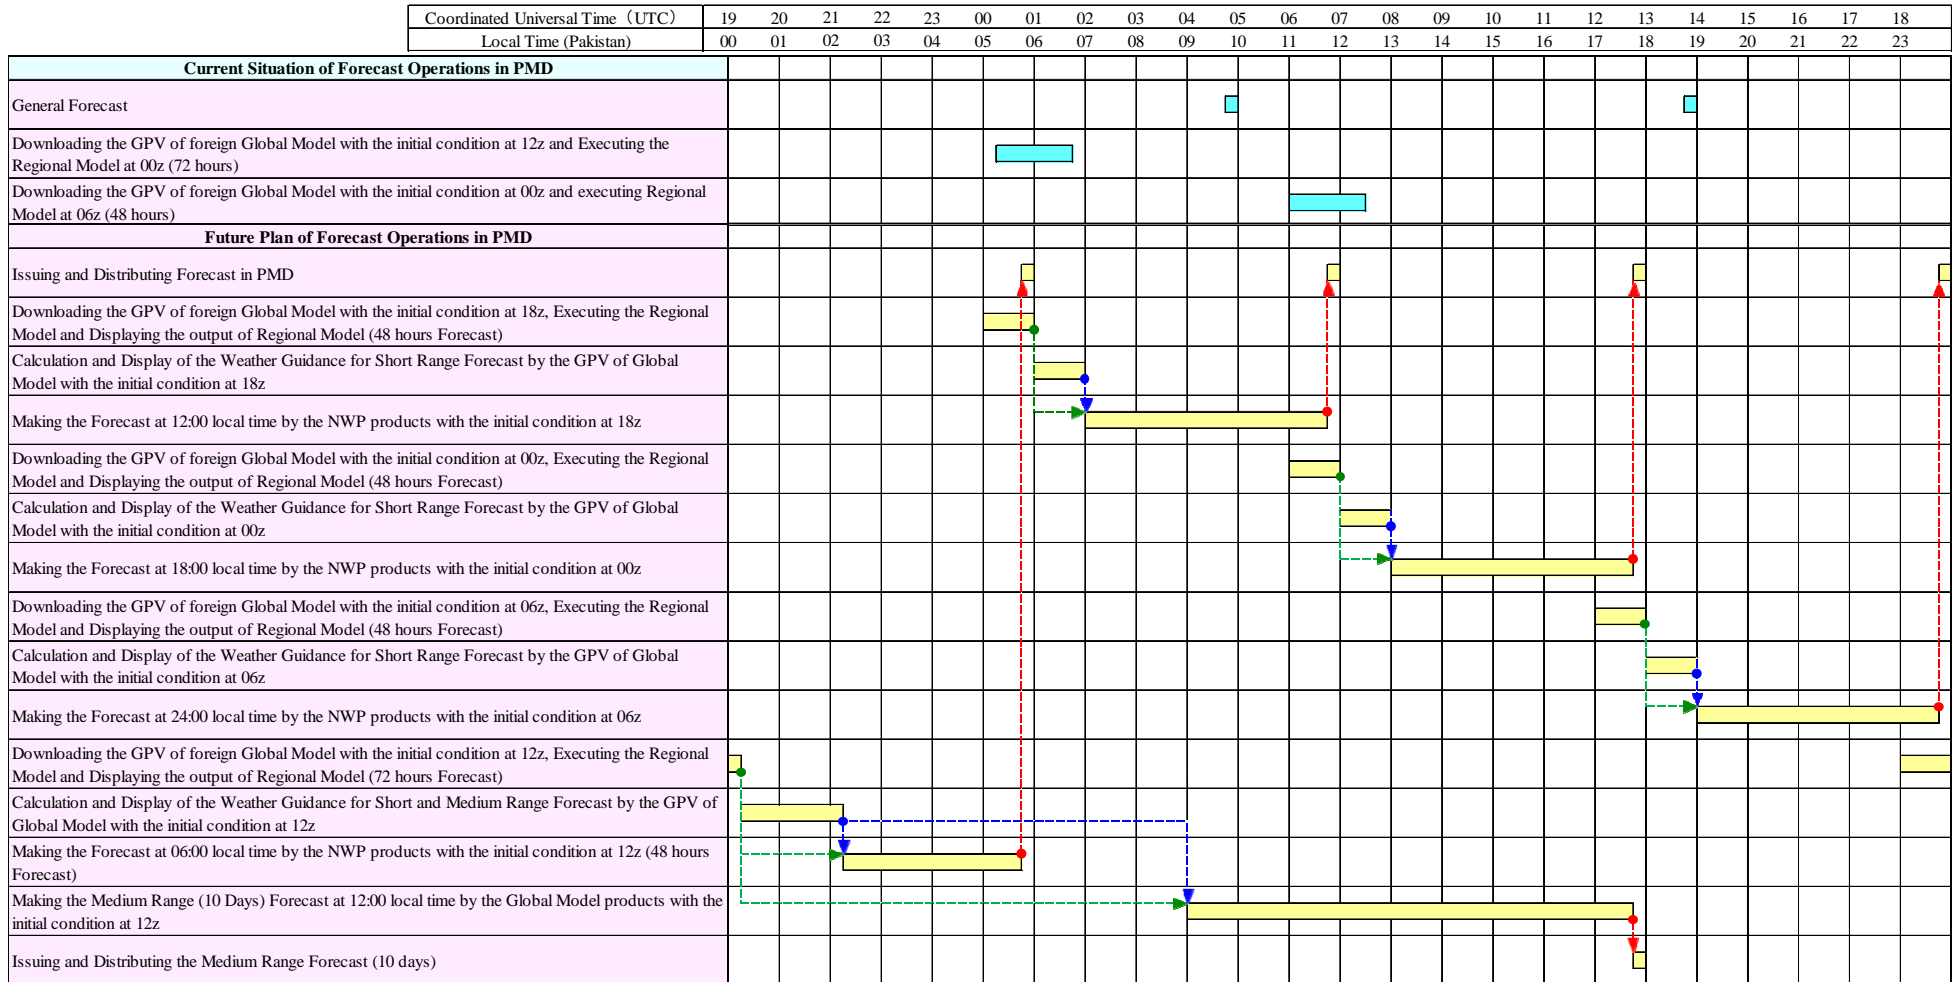 Coordinated Universal Time（UTC） 19 20 21 22 23 00 01 02 03 04 05 06 07 08 09 10 11 12 13 14 15 16 17 18
Local Time (Pakistan) 00 01 02 03 04 05 06 07 08 09 10 11 12 13 14 15 16 17 18 19 20 21 22 23
Current Situation of Forecast Operations in PMD
General Forecast
Downloading the GPV of foreign Global Model with the initial condition at 12z and Executing the
Regional Model at 00z (72 hours)
Downloading the GPV of foreign Global Model with the initial condition at 00z and executing Regional
Model at 06z (48 hours)
Future Plan of Forecast Operations in PMD
Issuing and Distributing Forecast in PMD
Downloading the GPV of foreign Global Model with the initial condition at 18z, Executing the Regional
Model and Displaying the output of Regional Model (48 hours Forecast)
Calculation and Display of the Weather Guidance for Short Range Forecast by the GPV of Global
Model with the initial condition at 18z
Making the Forecast at 12:00 local time by the NWP products with the initial condition at 18z
Downloading the GPV of foreign Global Model with the initial condition at 00z, Executing the Regional
Model and Displaying the output of Regional Model (48 hours Forecast)
Calculation and Display of the Weather Guidance for Short Range Forecast by the GPV of Global
Model with the initial condition at 00z
Making the Forecast at 18:00 local time by the NWP products with the initial condition at 00z
Downloading the GPV of foreign Global Model with the initial condition at 06z, Executing the Regional
Model and Displaying the output of Regional Model (48 hours Forecast)
Calculation and Display of the Weather Guidance for Short Range Forecast by the GPV of Global
Model with the initial condition at 06z
Making the Forecast at 24:00 local time by the NWP products with the initial condition at 06z
Downloading the GPV of foreign Global Model with the initial condition at 12z, Executing the Regional
Model and Displaying the output of Regional Model (72 hours Forecast)
Calculation and Display of the Weather Guidance for Short and Medium Range Forecast by the GPV of
Global Model with the initial condition at 12z
Making the Forecast at 06:00 local time by the NWP products with the initial condition at 12z (48 hours
Forecast)
Making the Medium Range (10 Days) Forecast at 12:00 local time by the Global Model products with the
initial condition at 12z
Issuing and Distributing the Medium Range Forecast (10 days)